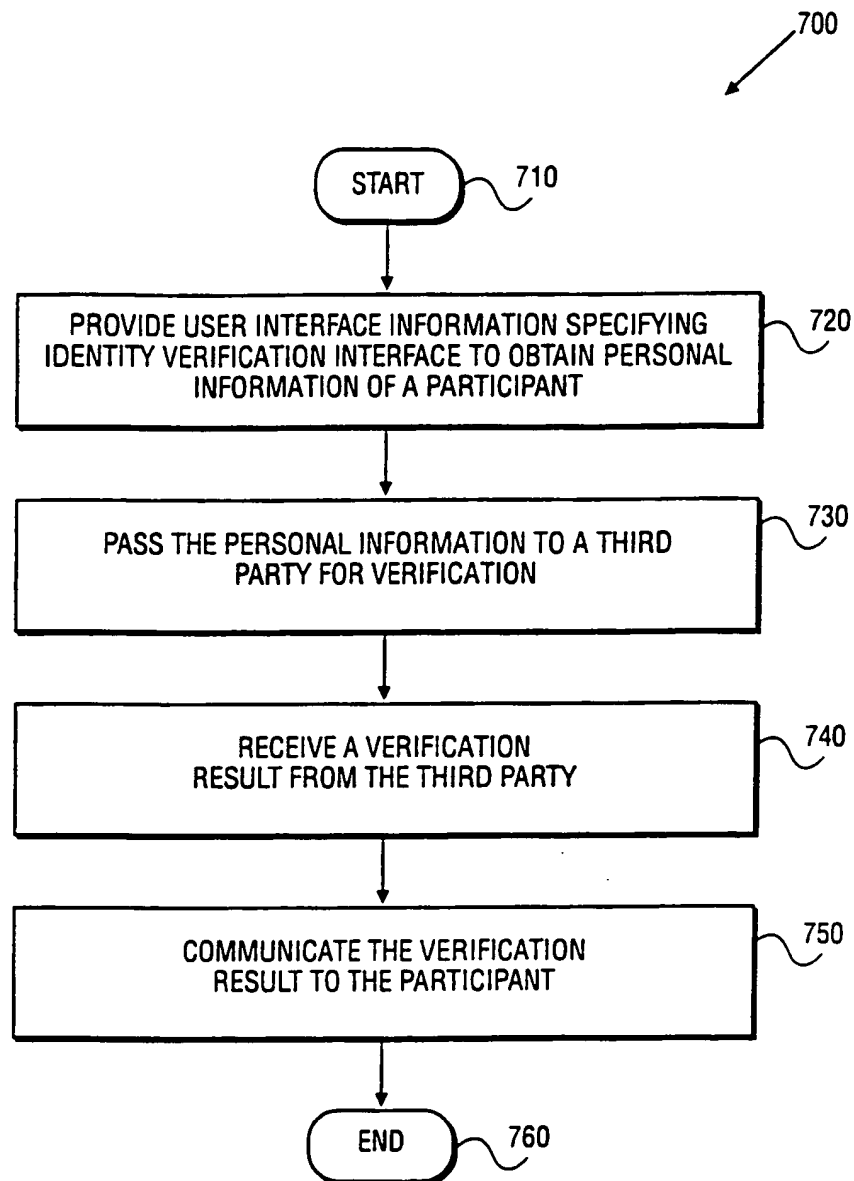 700
START
710
PROVIDE USER INTERFACE INFORMATION SPECIFYING
IDENTITY VERIFICATION INTERFACE TO OBTAIN PERSONAL
INFORMATION OF A PARTICIPANT
720
PASS THE PERSONAL INFORMATION TO A THIRD
PARTY FOR VERIFICATION
730
RECEIVE A VERIFICATION
RESULT FROM THE THIRD PARTY
740
COMMUNICATE THE VERIFICATION
RESULT TO THE PARTICIPANT
750
END
760